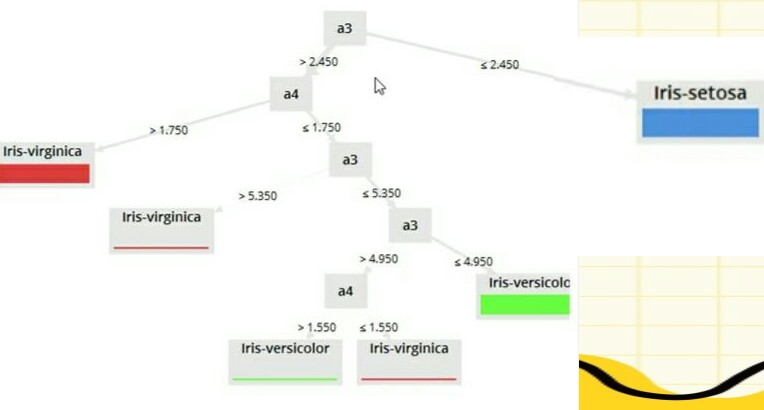 a3
> 2.450
≤ 2.450
a4
Iris-setosa
> 1.750
≤ 1.750
Iris-virginica
a3
> 5.350
≤ 5.350
Iris-virginica
a3
> 4.950
≤ 4.950
a4
Iris-versicolo
> 1.550
≤ 1.550
Iris-versicolor
Iris-virginica